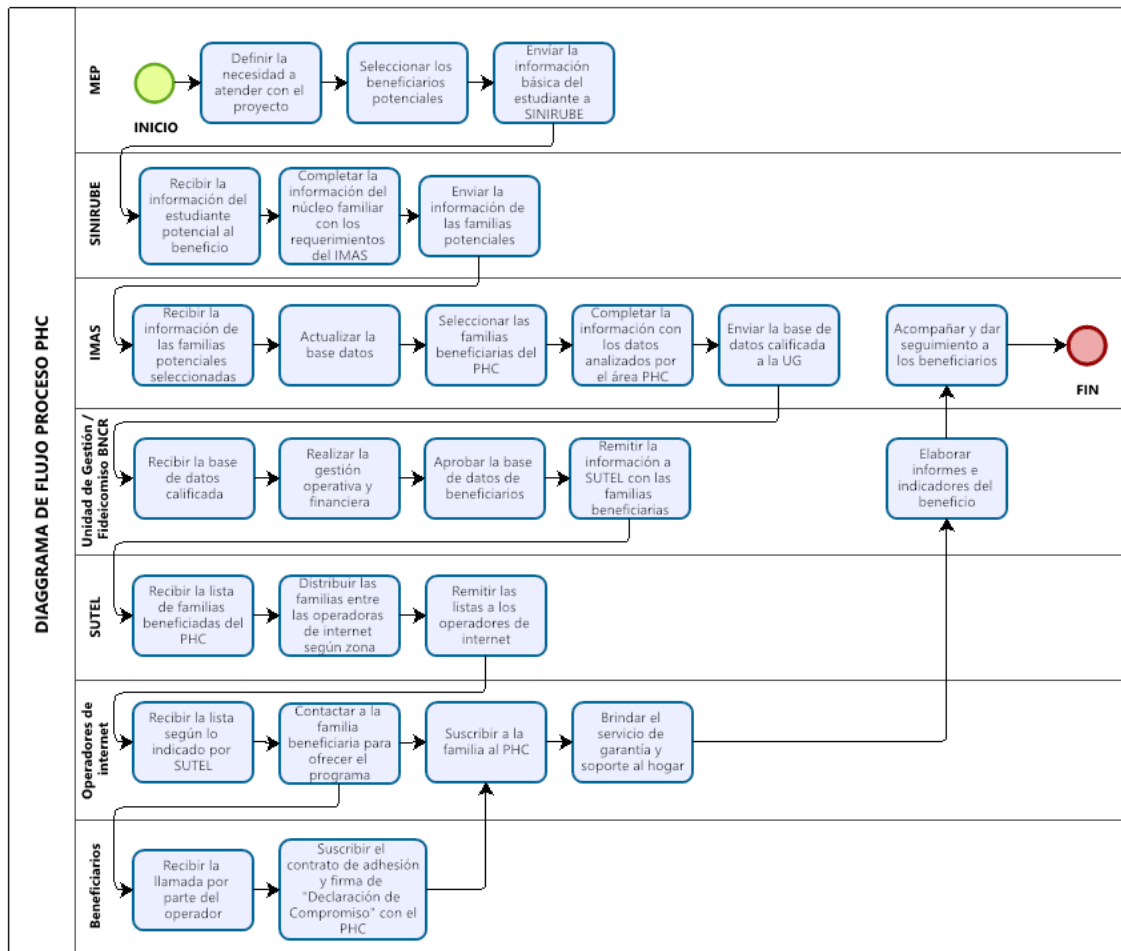 DIAGRAMA DE FLUJO PROCESO PHC
MEP
INICIO
Definir la
necesidad a
atender con el
proyecto
Seleccionar los
beneficiarios
potenciales
Envíar la
información
básica del
estudiante a
SINIRUBE
SINIRUBE
Recibir la
información del
estudiante
potencial al
beneficio
Completar la
información del
núcleo familiar
con los
requerimientos
del IMAS
Enviar la
información de
las familias
potenciales
IMAS
Recibir la
información de
las familias
potenciales
seleccionadas
Actualizar la
base datos
Seleccionar las
familias
beneficiarias del
PHC
Completar la
información con
los datos
analizados por
el área PHC
Enviar la base de
datos calificada
a la UG
Acompañar y dar
seguimiento a
los beneficiarios
FIN
Unidad de Gestión /
Fideicomiso BNCR
Recibir la base
de datos
calificada
Realizar la
gestión
operativa y
financiera
Aprobar la base
de datos de
beneficiarios
Remitir la
información a
SUTEL con las
familias
beneficiarias
Elaborar
informes e
indicadores del
beneficio
SUTEL
Recibir la lista
de familias
beneficiadas del
PHC
Distribuir las
familias entre
las operadoras
de internet
según zona
Remitir las
listas a los
operadores de
internet
Operadores de
internet
Recibir la lista
según lo
indicado por
SUTEL
Contactar a la
familia
beneficiaria para
ofrecer el
programa
Suscribir a la
familia al PHC
Brindar el
servicio de
garantía y
soporte al hogar
Beneficiarios
Recibir la
llamada por
parte del
operador
Suscribir el
contrato de adhesión
y firma de
"Declaración de
Compromiso" con el
PHC